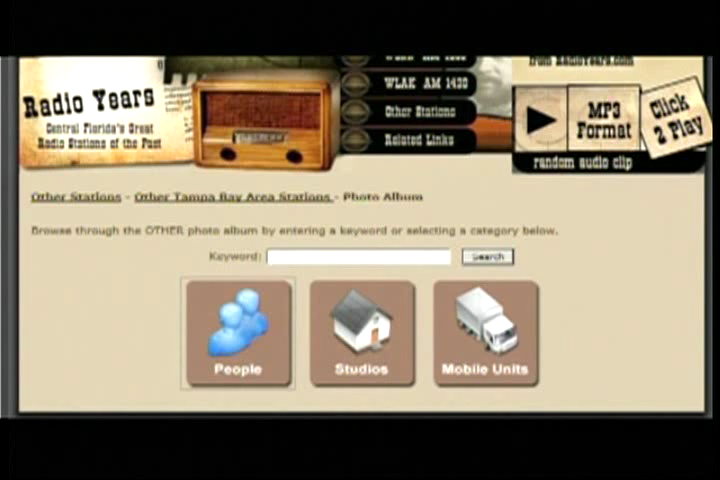 from RadioYears.com
WLAK AM 1430
Radio Years
Central Florida's Great
Radio Stations of the Past
Other Stations
Related Links
MP3
Format
Click
2 Play
random audio clip
Other Stations - Other Tampa Bay Area Stations - Photo Album
Browse through the OTHER photo album by entering a keyword or selecting a category below.
Keyword:
Search
People
Studios
Mobile Units